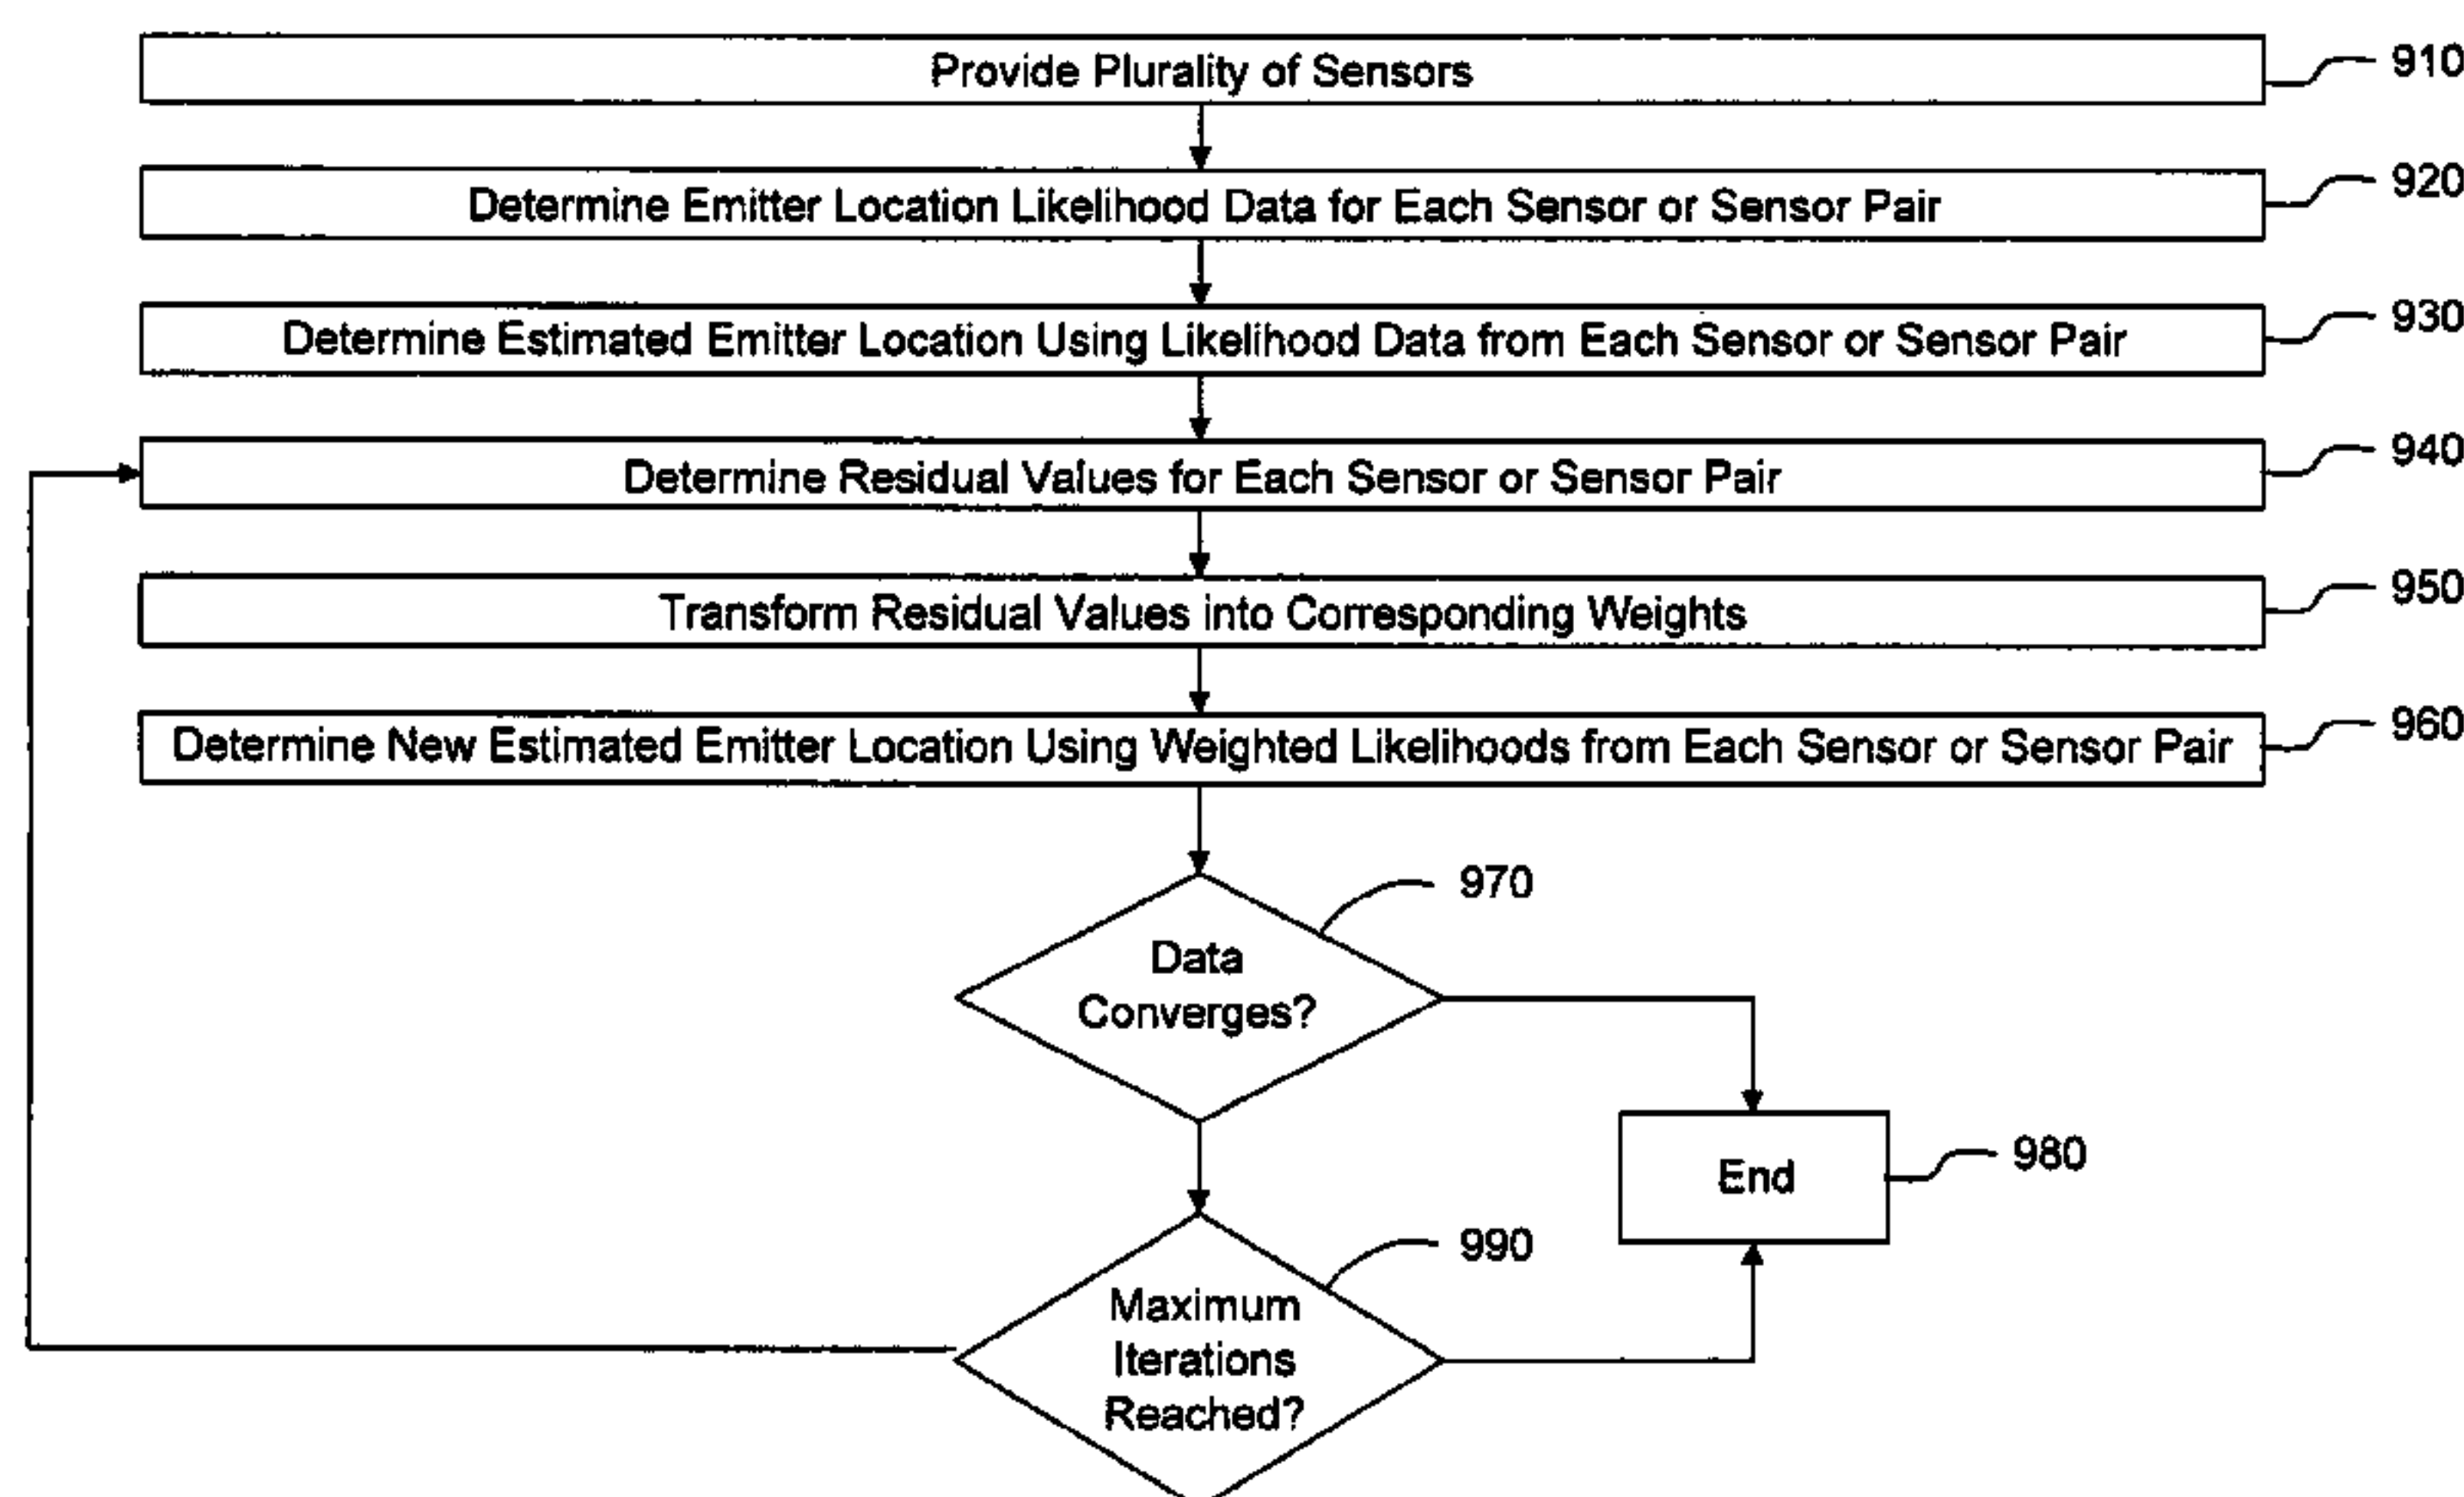 Provide Plurality of Sensors
910
Determine Emitter Location Likelihood Data for Each Sensor or Sensor Pair
920
Determine Estimated Emitter Location Using Likelihood Data from Each Sensor or Sensor Pair
930
Determine Residual Values for Each Sensor or Sensor Pair
940
Transform Residual Values into Corresponding Weights
950
Determine New Estimated Emitter Location Using Weighted Likelihoods from Each Sensor or Sensor Pair
960
970
Data
Converges?
End
980
990
Maximum
Iterations
Reached?